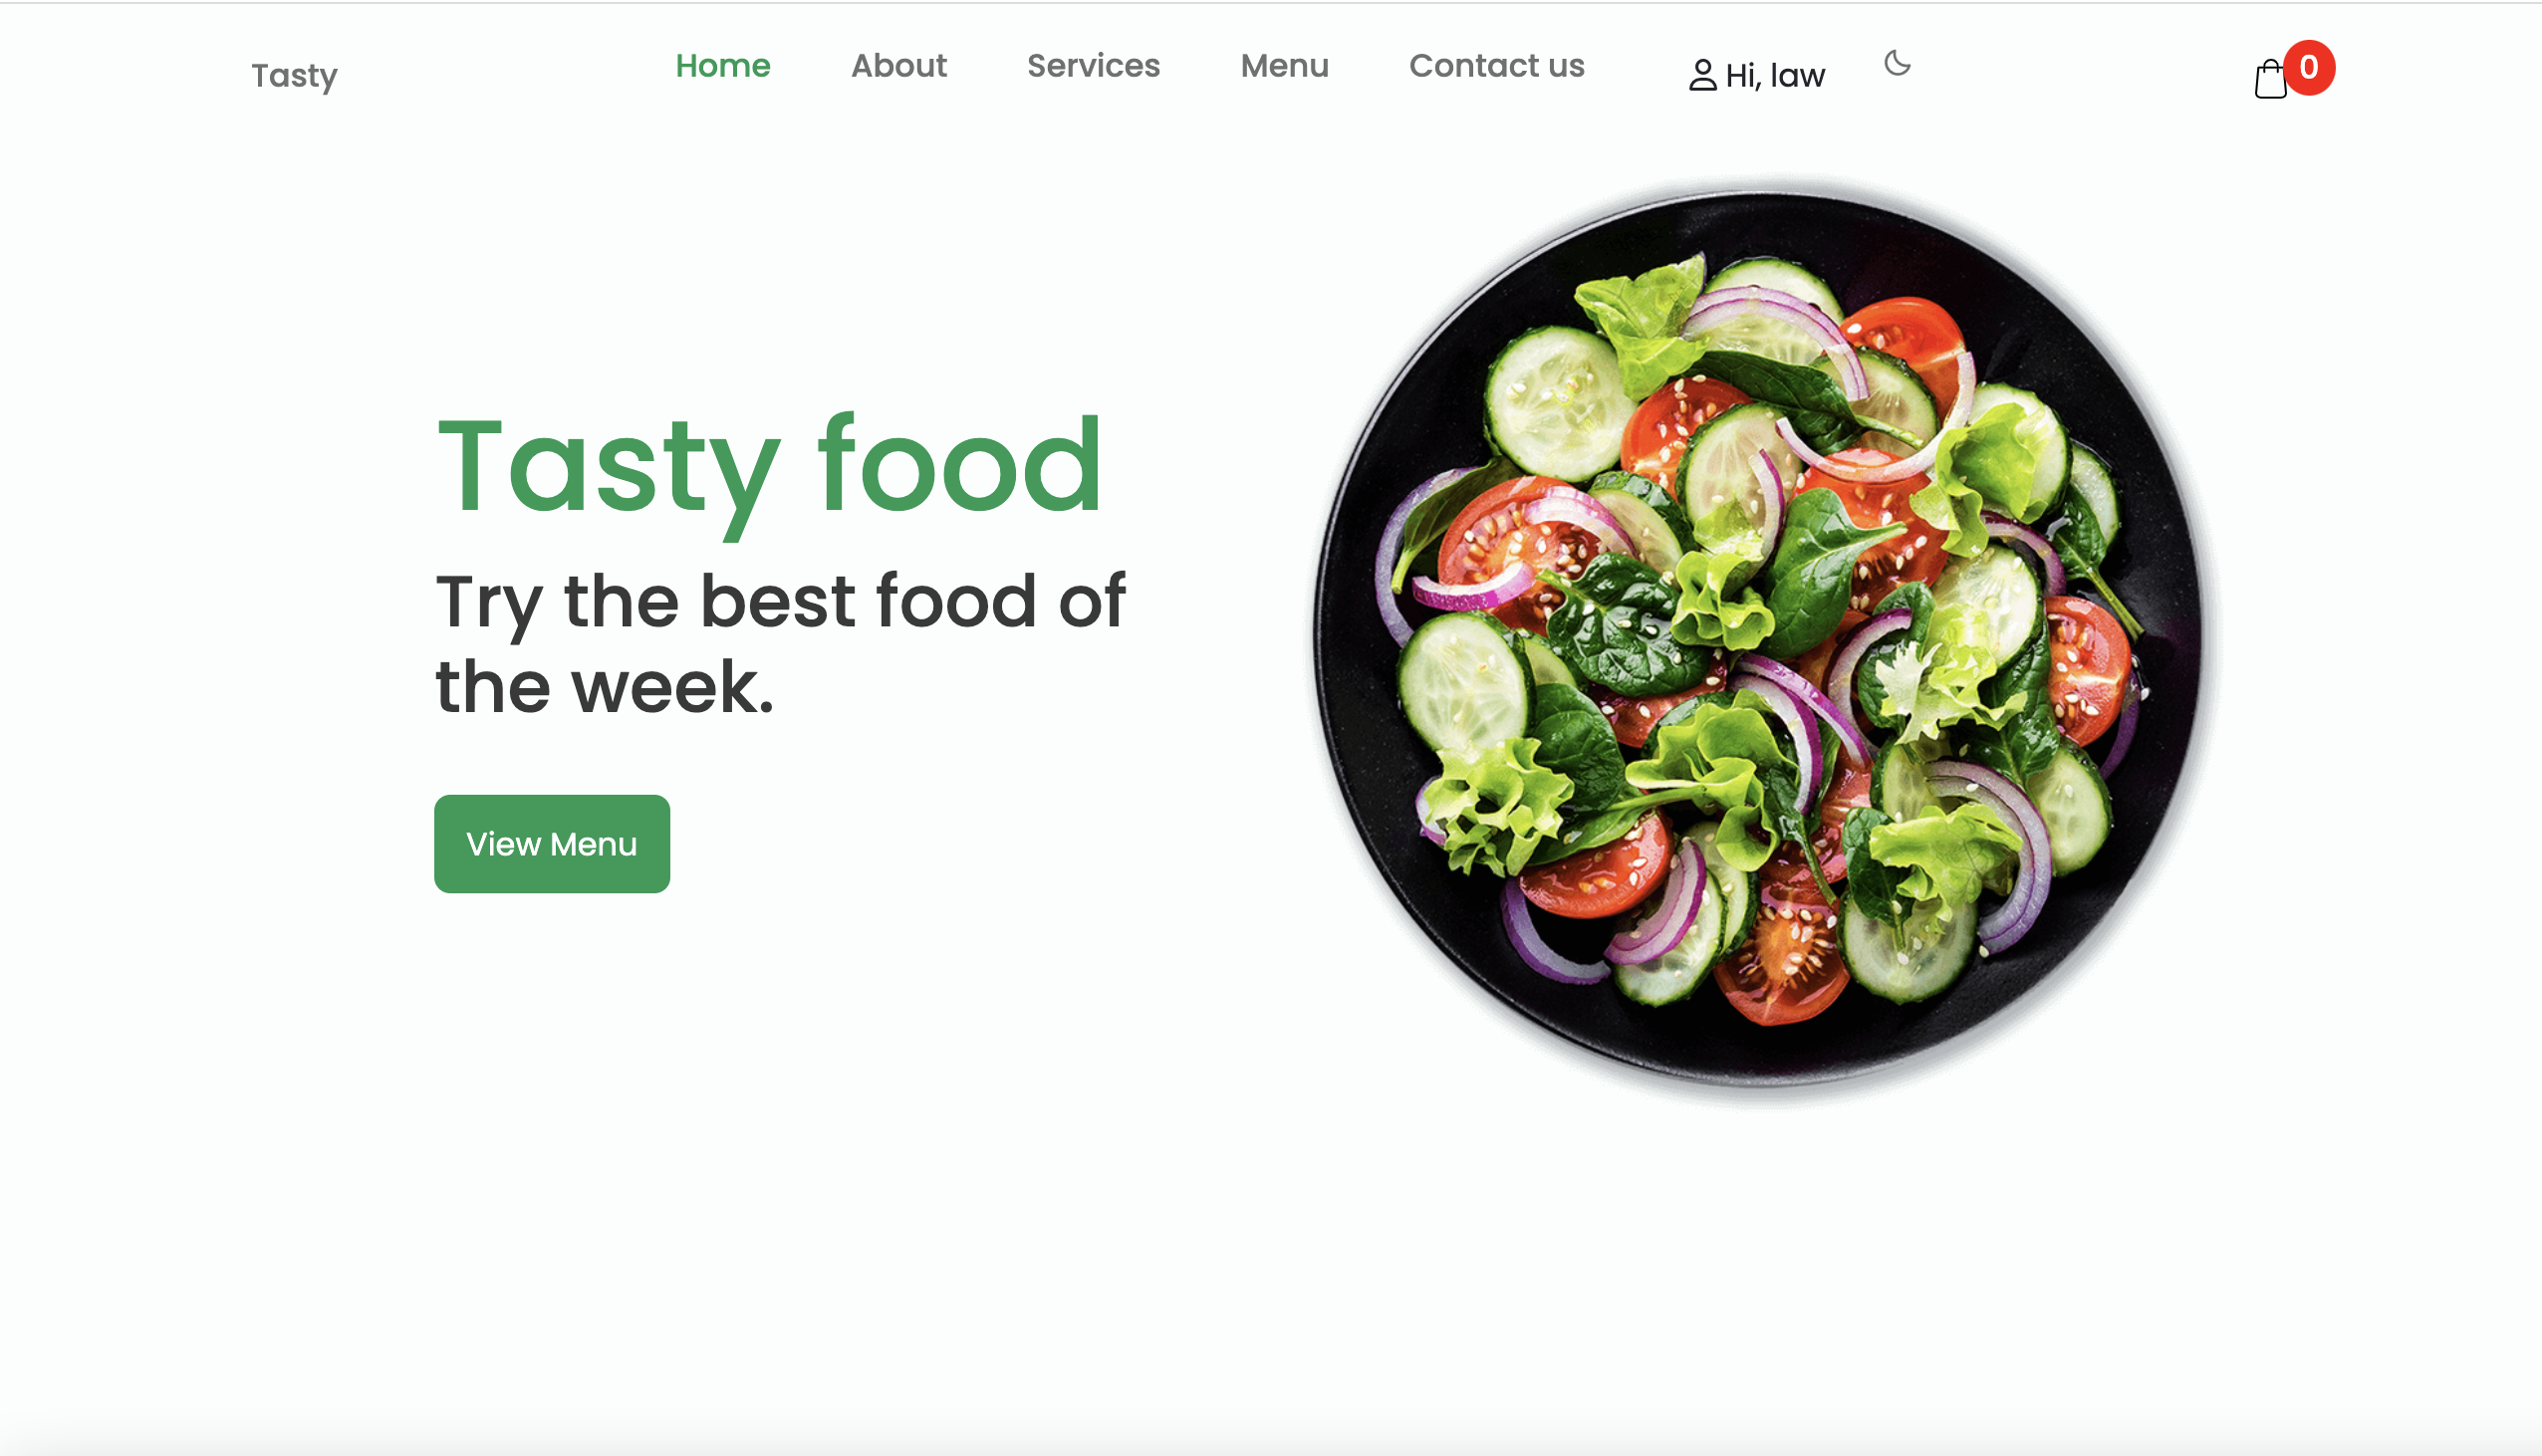 Tasty
Home
About
Services
Menu
Contact us
Hi, law
0
Tasty food
Try the best food of
the week.
View Menu